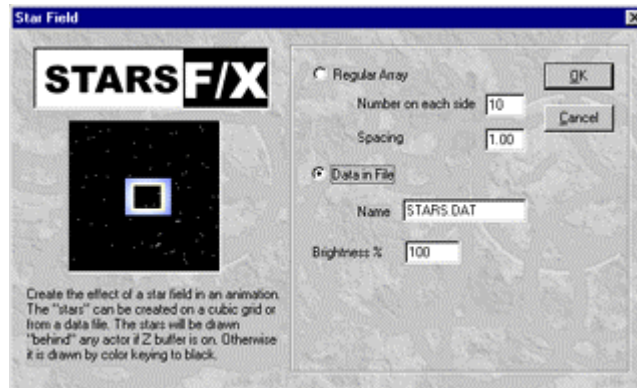 Star Field
STARS F/X
Regular Array
OK
Number on each side 10
Cancel
Spacing 1.00
Data in File
Name STARS.DAT
Brightness % 100
Create the effect of a star field in an animation.
The "stars" can be created on a cubic grid or
from a data file. The stars will be drawn
"behind" any actor if Z buffer is on. Otherwise
it is drawn by color keying to black.